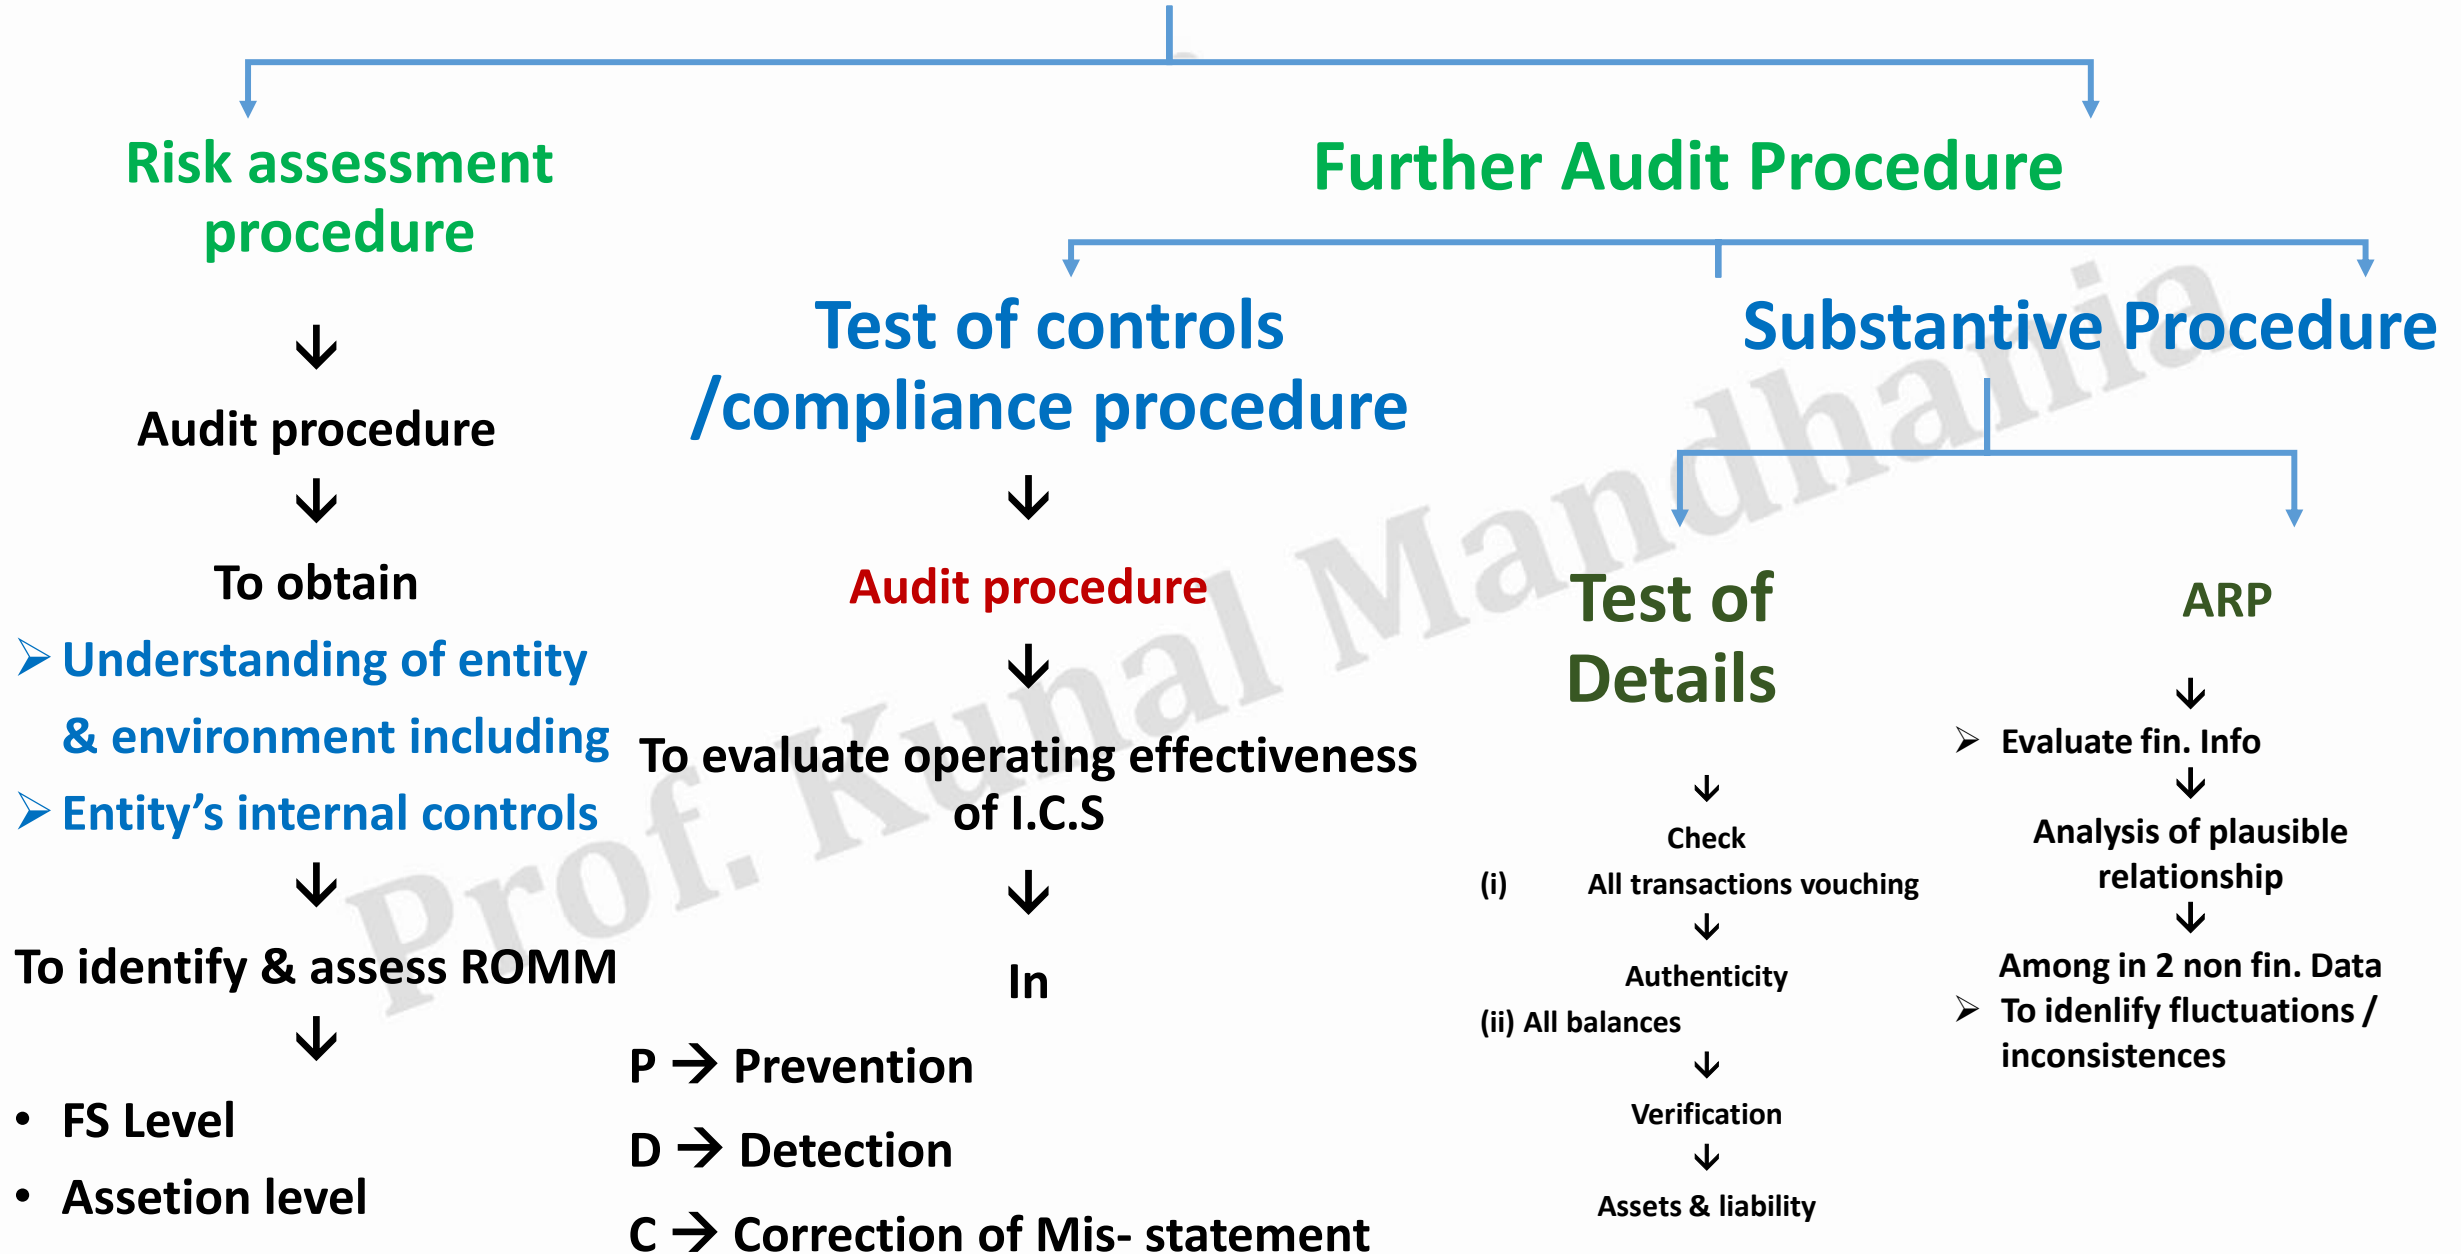 Risk assessment
procedure
↓
Audit procedure
↓
To obtain
➢ Understanding of entity
& environment including
➢ Entity’s internal controls
↓
To identify & assess ROMM
↓
• FS Level
• Assetion level
Further Audit Procedure
Test of controls
/compliance procedure
↓
Audit procedure
↓
To evaluate operating effectiveness
of I.C.S
↓
In
P → Prevention
D → Detection
C → Correction of Mis- statement
Substantive Procedure
Test of
Details
↓
Check
(i) All transactions vouching
↓
Authenticity
(ii) All balances
↓
Verification
↓
Assets & liability
ARP
↓
➢ Evaluate fin. Info
↓
Analysis of plausible
relationship
↓
Among in 2 non fin. Data
➢ To idenlify fluctuations /
inconsistences
Prof. Kunal Mandhania